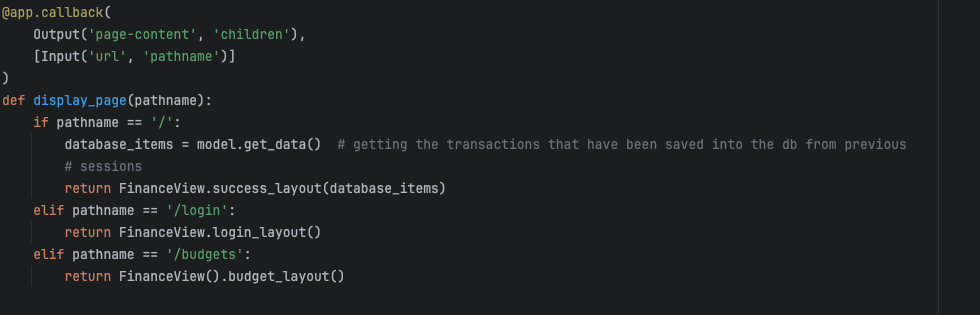 @app.callback(
    Output('page-content', 'children'),
    [Input('url', 'pathname')]
)
def display_page(pathname):
    if pathname == '/':
        database_items = model.get_data()  # getting the transactions that have been saved into the db from previous
        # sessions
        return FinanceView.success_layout(database_items)
    elif pathname == '/login':
        return FinanceView.login_layout()
    elif pathname == '/budgets':
        return FinanceView().budget_layout()